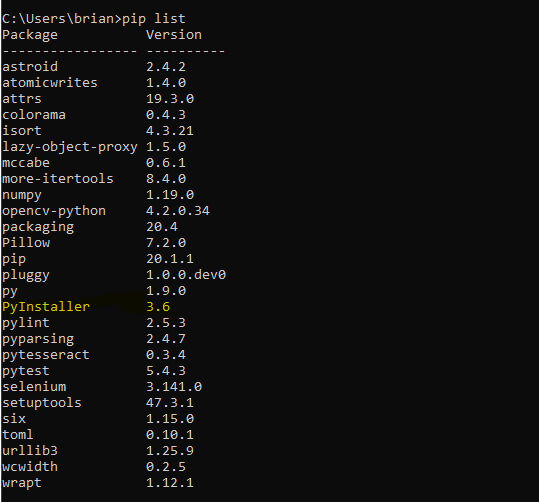 C:\Users\brian>pip list
Package Version
----------------- ----------
astroid 2.4.2
atomicwrites 1.4.0
attrs 19.3.0
colorama 0.4.3
isort 4.3.21
lazy-object-proxy 1.5.0
mccabe 0.6.1
more-itertools 8.4.0
numpy 1.19.0
opencv-python 4.2.0.34
packaging 20.4
Pillow 7.2.0
pip 20.1.1
pluggy 1.0.0.dev0
py 1.9.0
PyInstaller 3.6
pylint 2.5.3
pyparsing 2.4.7
pytesseract 0.3.4
pytest 5.4.3
selenium 3.141.0
setuptools 47.3.1
six 1.15.0
toml 0.10.1
urllib3 1.25.9
wcwidth 0.2.5
wrapt 1.12.1